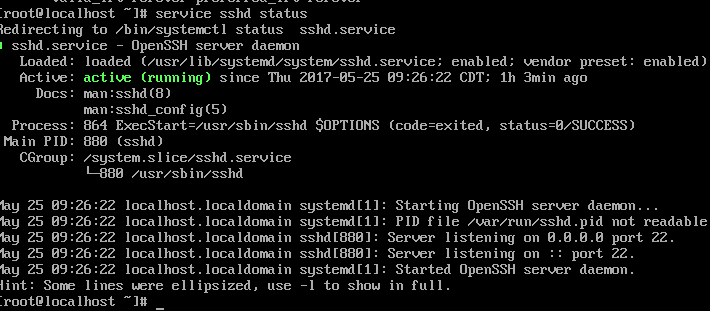 [root@localhost ~]# service sshd status
Redirecting to /bin/systemctl status  sshd.service
sshd.service - OpenSSH server daemon
Loaded: loaded (/usr/lib/systemd/system/sshd.service; enabled; vendor preset: enabled)
Active: active (running) since Thu 2017-05-25 09:26:22 CDT; 1h 3min ago
Docs: man:sshd(8)
man:sshd_config(5)
Process: 864 ExecStart=/usr/sbin/sshd $OPTIONS (code=exited, status=0/SUCCESS)
Main PID: 880 (sshd)
CGroup: /system.slice/sshd.service
└─880 /usr/sbin/sshd
May 25 09:26:22 localhost.localdomain systemd[1]: Starting OpenSSH server daemon...
May 25 09:26:22 localhost.localdomain systemd[1]: PID file /var/run/sshd.pid not readable
May 25 09:26:22 localhost.localdomain sshd[880]: Server listening on 0.0.0.0 port 22.
May 25 09:26:22 localhost.localdomain sshd[880]: Server listening on :: port 22.
May 25 09:26:22 localhost.localdomain systemd[1]: Started OpenSSH server daemon.
Hint: Some lines were ellipsized, use -l to show in full.
[root@localhost ~]# _